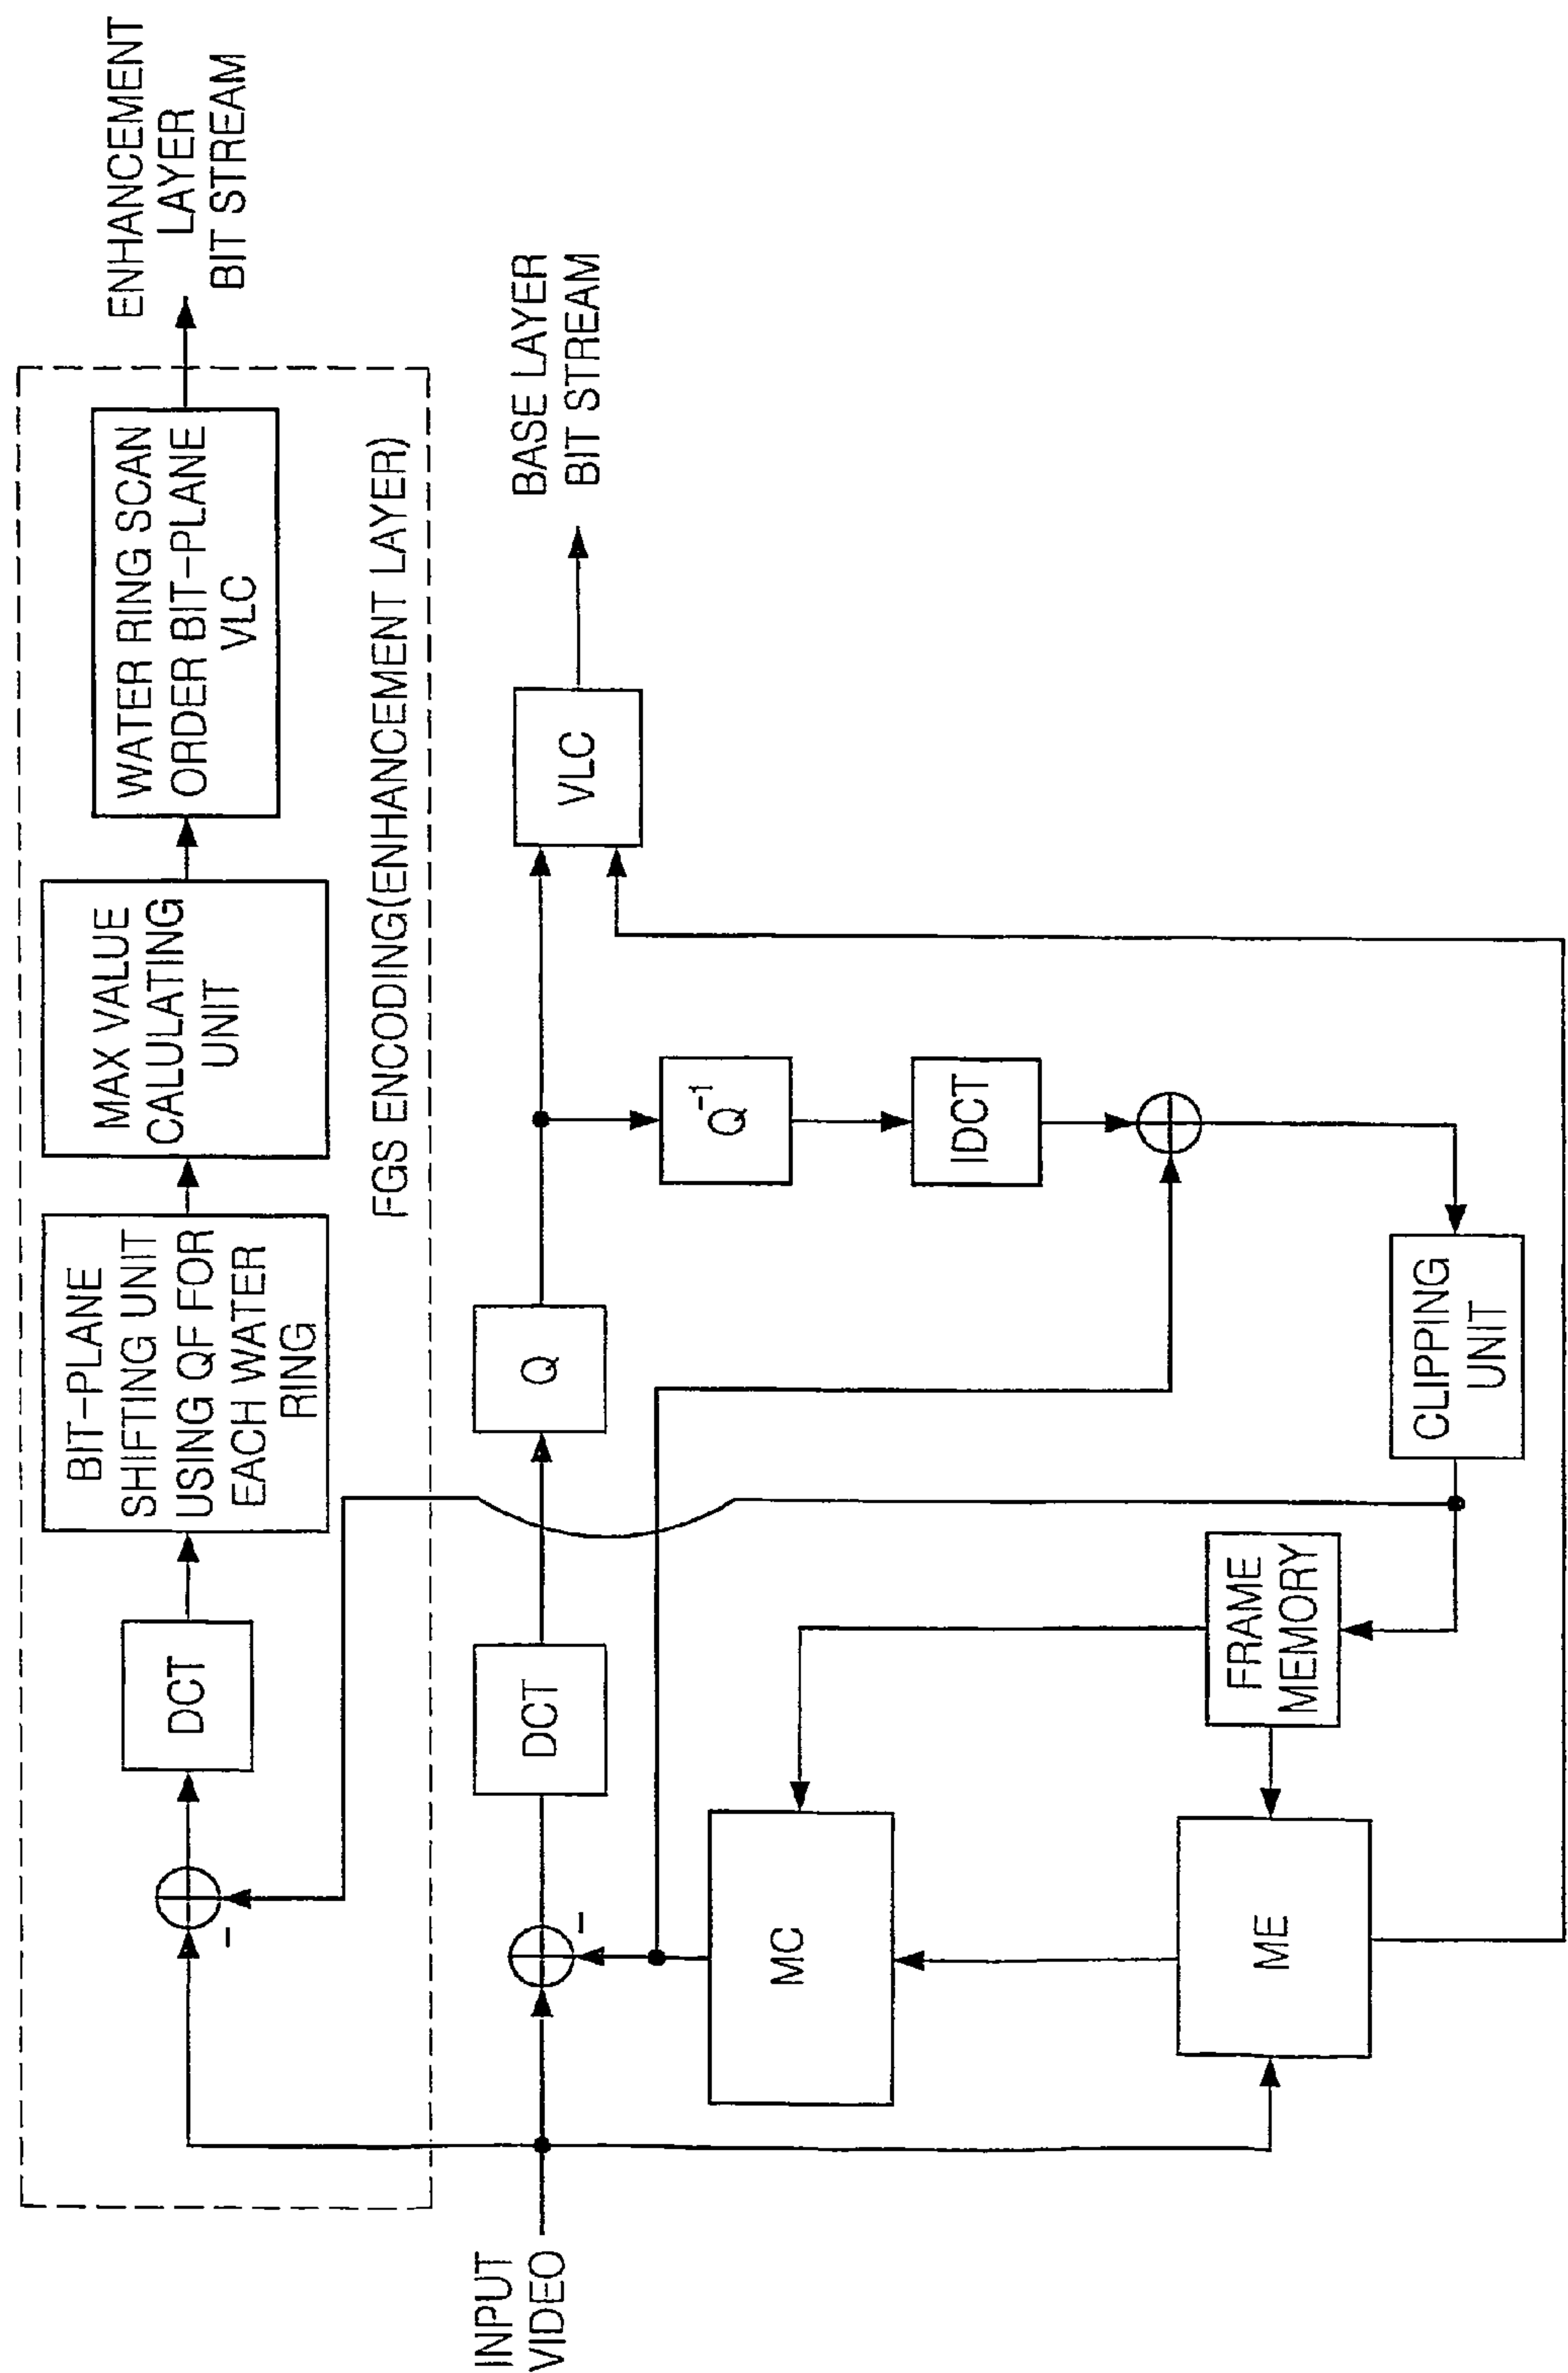 ENHANCEMENT
LAYER
BIT STREAM
DCT
BIT-PLANE
SHIFTING UNIT
USING QF FOR
EACH WATER
RING
MAX VALUE
CALULATING
UNIT
WATER RING SCAN
ORDER BIT-PLANE
VLC
FGS ENCODING(ENHANCEMENT LAYER)
INPUT
VIDEO
-
-
DCT
Q
VLC
BASE LAYER
BIT STREAM
Q⁻¹
IDCT
MC
FRAME
MEMORY
ME
CLIPPING
UNIT